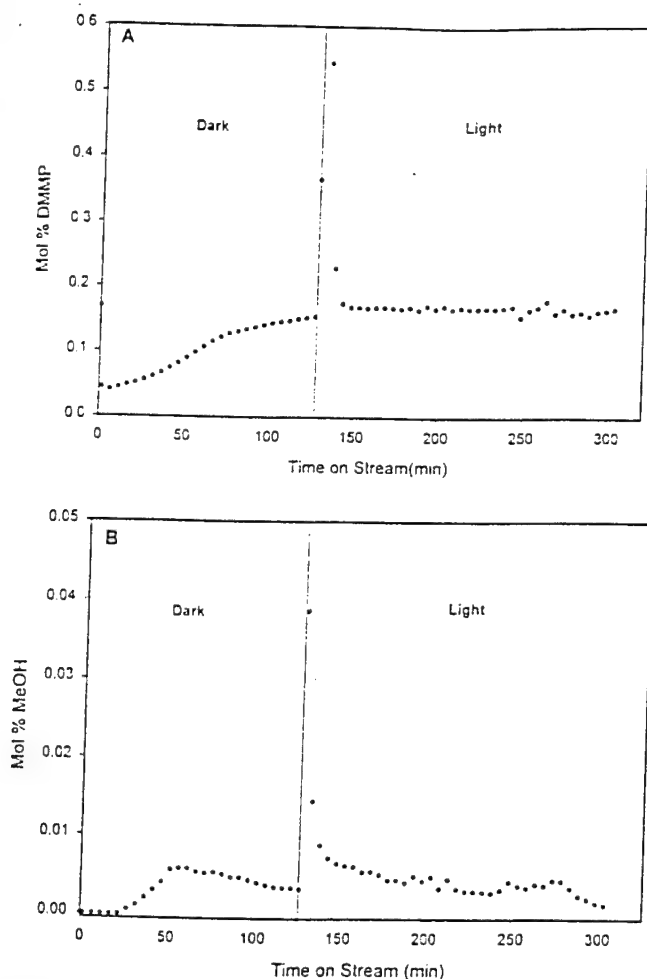 A
0.6
0.5
0.4
0.3
0.2
0.1
0.0
Mol % DMMP
Dark
Light
0
50
100
150
200
250
300
Time on Stream(min)
B
0.05
0.04
0.03
0.02
0.01
0.00
Mol % MeOH
Dark
Light
0
50
100
150
200
250
300
Time on Stream (min)